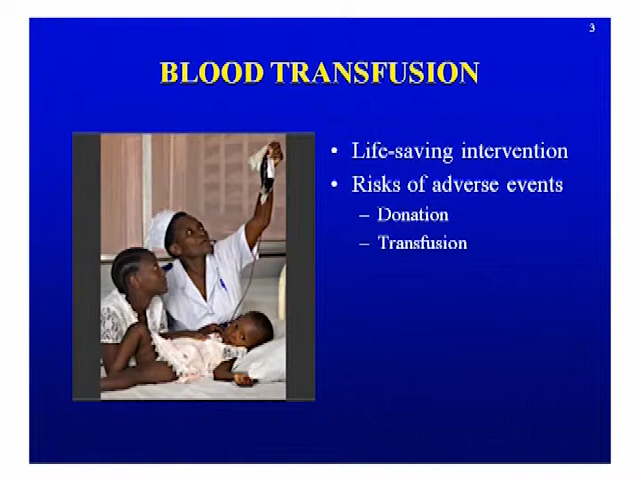 3
BLOOD TRANSFUSION
• Life-saving intervention
• Risks of adverse events
– Donation
– Transfusion